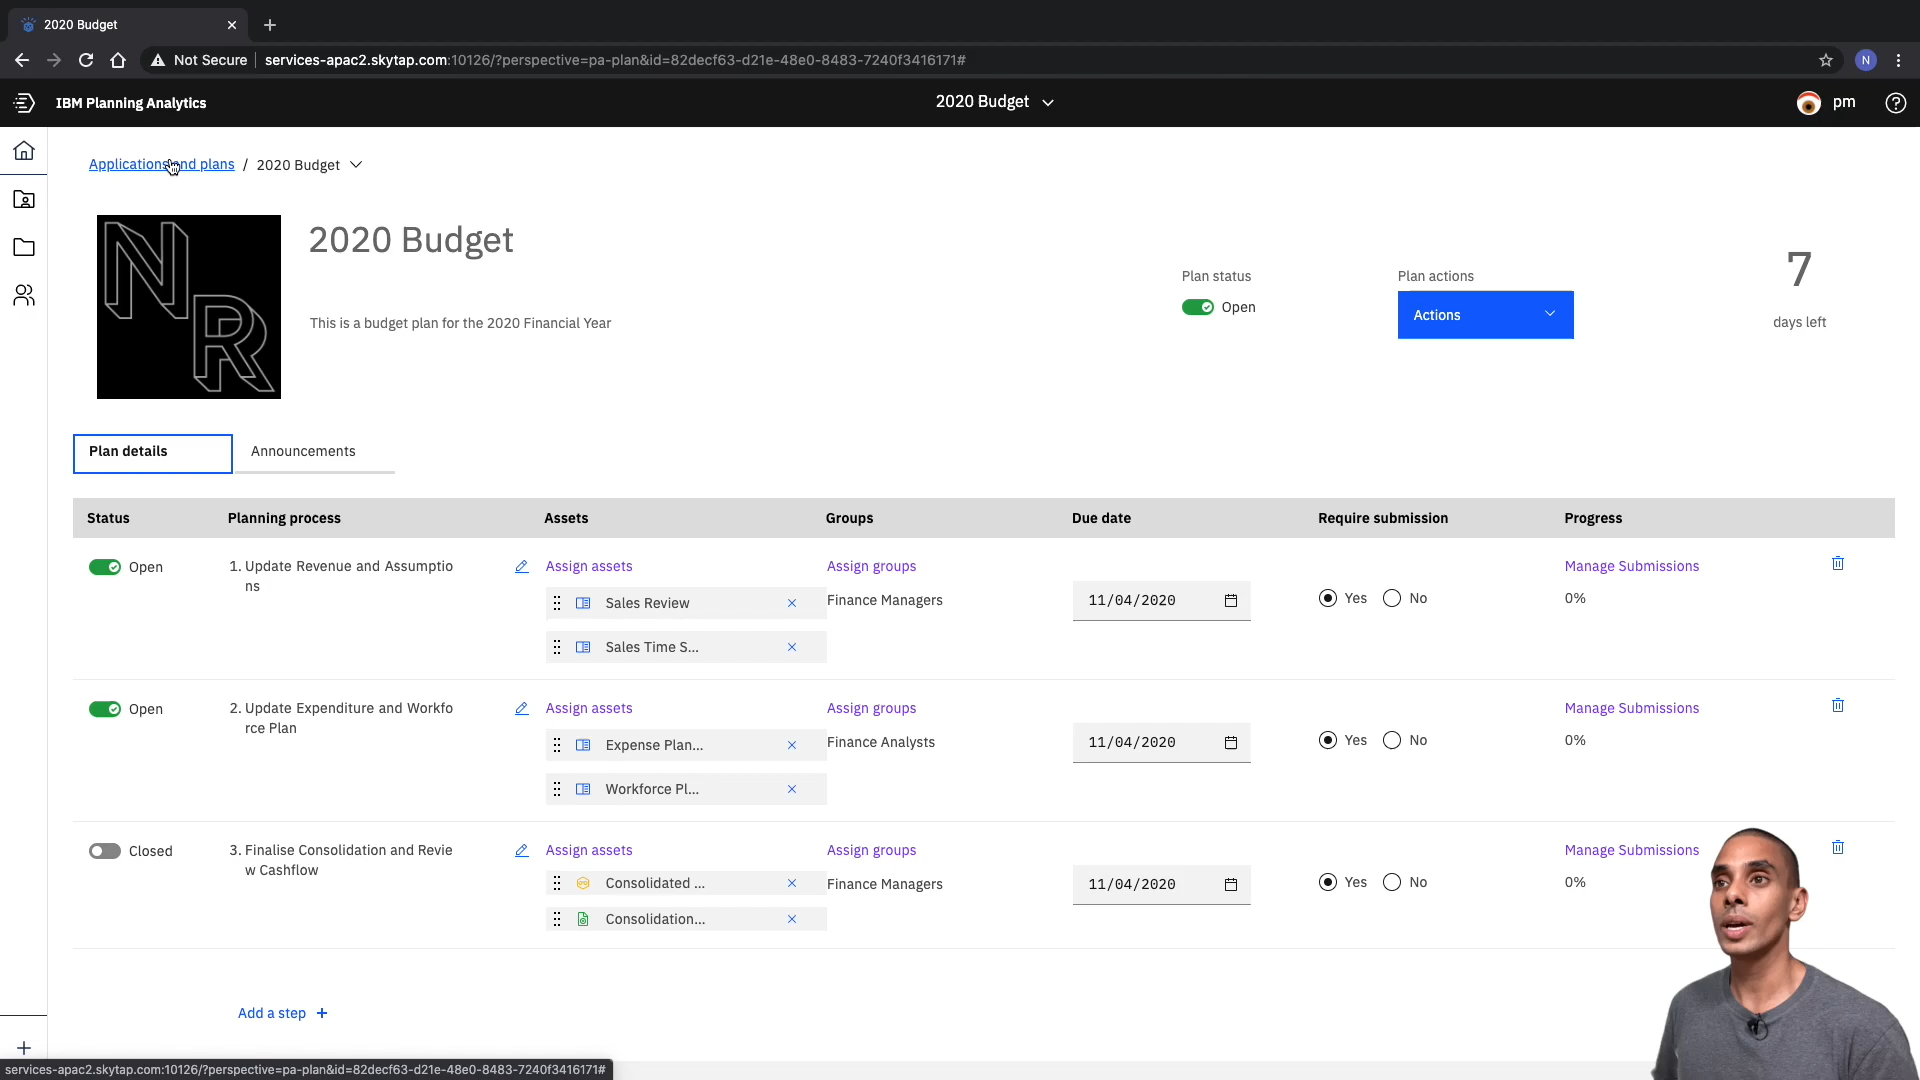 2020 Budget
Not Secure services-apac2.skytap.com:10126/?perspective=pa-plan&id=82decf63-d21e-48e0-8483-7240f3416171# N
IBM Planning Analytics 2020 Budget pm
Applications and plans / 2020 Budget
NR
2020 Budget
This is a budget plan for the 2020 Financial Year
Plan status
Open
Plan actions
Actions
7
days left
Plan details Announcements
Status Planning process Assets Groups Due date Require submission Progress
Open 1. Update Revenue and Assumptio Assign assets Assign groups Manage Submissions
ns
Sales Review Finance Managers 11/04/2020 Yes No 0%
Sales Time S...
Open 2. Update Expenditure and Workfo Assign assets Assign groups Manage Submissions
rce Plan
Expense Plan... Finance Analysts 11/04/2020 Yes No 0%
Workforce Pl...
Closed 3. Finalise Consolidation and Revie Assign assets Assign groups Manage Submissions
w Cashflow
Consolidated ... Finance Managers 11/04/2020 Yes No 0%
Consolidation...
Add a step +
services-apac2.skytap.com:10126/?perspective=pa-plan&id=82decf63-d21e-48e0-8483-7240f3416171#